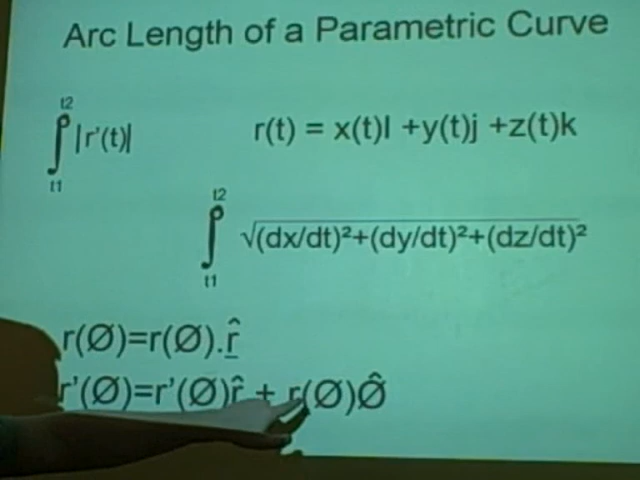 Arc Length of a Parametric Curve
t2
∫ |r'(t)|
t1
r(t) = x(t)I +y(t)j +z(t)k
t2
∫ √(dx/dt)²+(dy/dt)²+(dz/dt)²
t1
r(Ø)=r(Ø).r̂
r'(Ø)=r'(Ø)r̂ + r(Ø)Ø̂